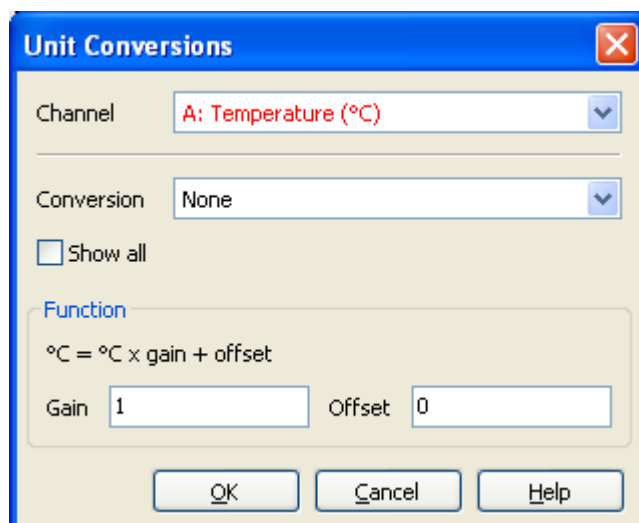 Unit Conversions
Channel A: Temperature (°C)
Conversion None
Show all
Function
°C = °C x gain + offset
Gain 1 Offset 0
OK Cancel Help